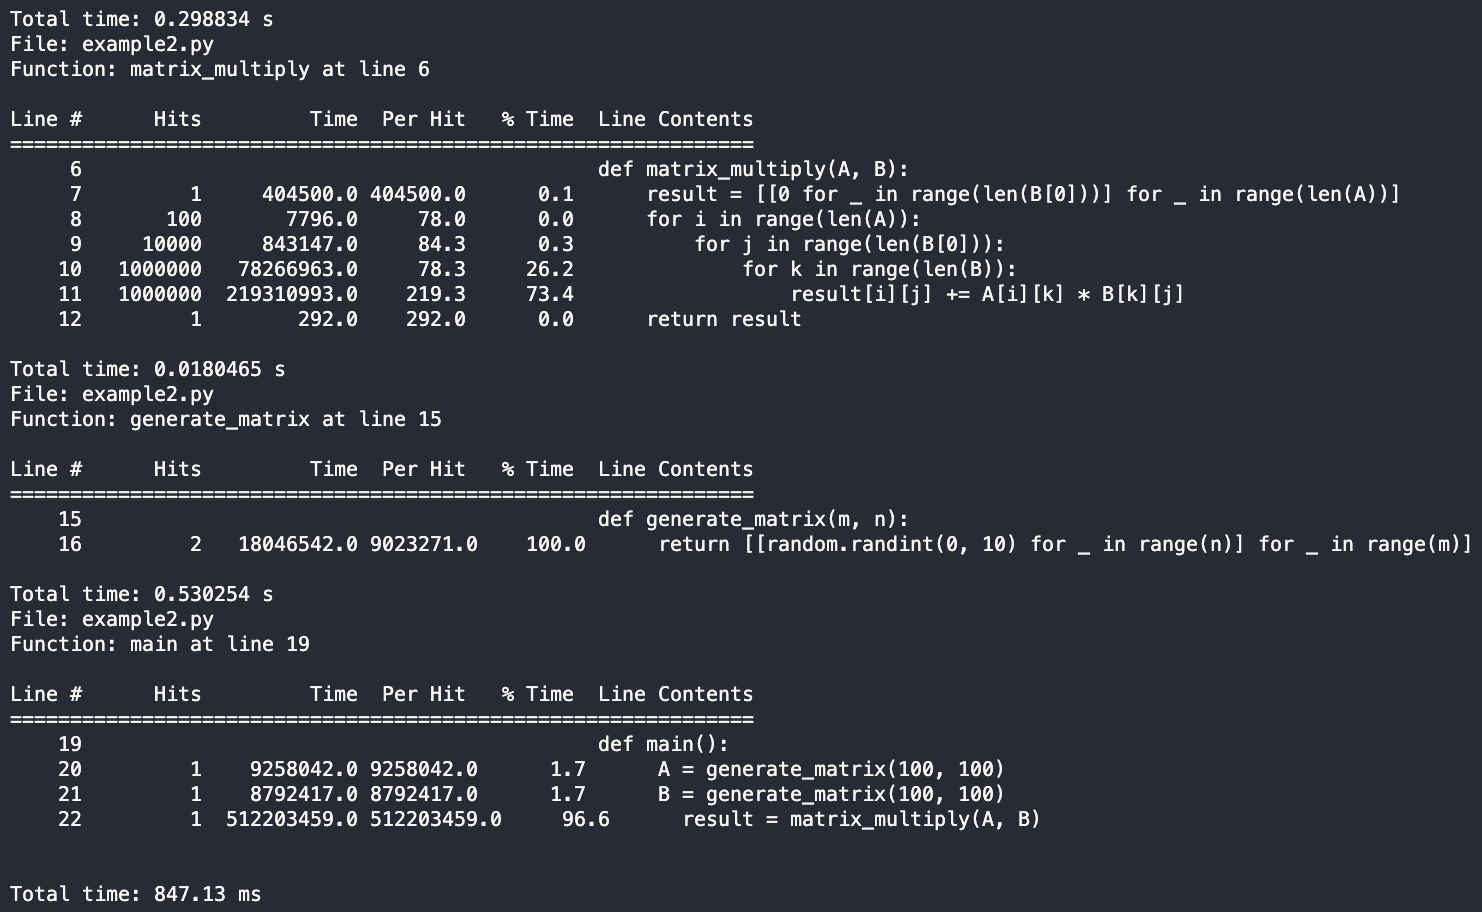 Total time: 0.298834 s
File: example2.py
Function: matrix_multiply at line 6

Line #      Hits         Time  Per Hit   % Time  Line Contents
==============================================================
     6                                           def matrix_multiply(A, B):
     7         1     404500.0 404500.0      0.1      result = [[0 for _ in range(len(B[0]))] for _ in range(len(A))]
     8       100       7796.0     78.0      0.0      for i in range(len(A)):
     9     10000     843147.0     84.3      0.3          for j in range(len(B[0])):
    10   1000000   78266963.0     78.3     26.2              for k in range(len(B)):
    11   1000000  219310993.0    219.3     73.4                  result[i][j] += A[i][k] * B[k][j]
    12         1        292.0    292.0      0.0      return result

Total time: 0.0180465 s
File: example2.py
Function: generate_matrix at line 15

Line #      Hits         Time  Per Hit   % Time  Line Contents
==============================================================
    15                                           def generate_matrix(m, n):
    16         2   18046542.0 9023271.0    100.0      return [[random.randint(0, 10) for _ in range(n)] for _ in range(m)]

Total time: 0.530254 s
File: example2.py
Function: main at line 19

Line #      Hits         Time  Per Hit   % Time  Line Contents
==============================================================
    19                                           def main():
    20         1    9258042.0 9258042.0      1.7      A = generate_matrix(100, 100)
    21         1    8792417.0 8792417.0      1.7      B = generate_matrix(100, 100)
    22         1  512203459.0 512203459.0     96.6      result = matrix_multiply(A, B)


Total time: 847.13 ms